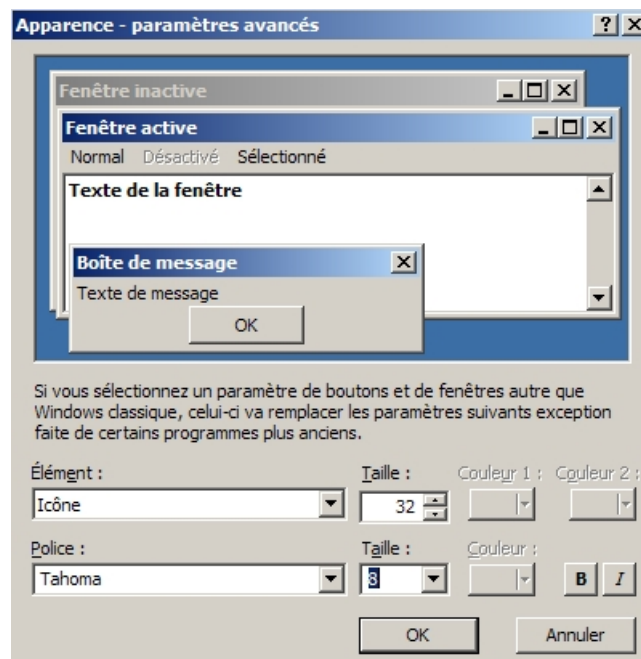 Apparence - paramètres avancés
Fenêtre inactive
Fenêtre active
Normal Désactivé Sélectionné
Texte de la fenêtre
Boîte de message
Texte de message
OK
Si vous sélectionnez un paramètre de boutons et de fenêtres autre que
Windows classique, celui-ci va remplacer les paramètres suivants exception
faite de certains programmes plus anciens.
Élément : Taille : Couleur 1 : Couleur 2 :
Icône 32
Police : Taille : Couleur :
Tahoma 8 B I
OK Annuler